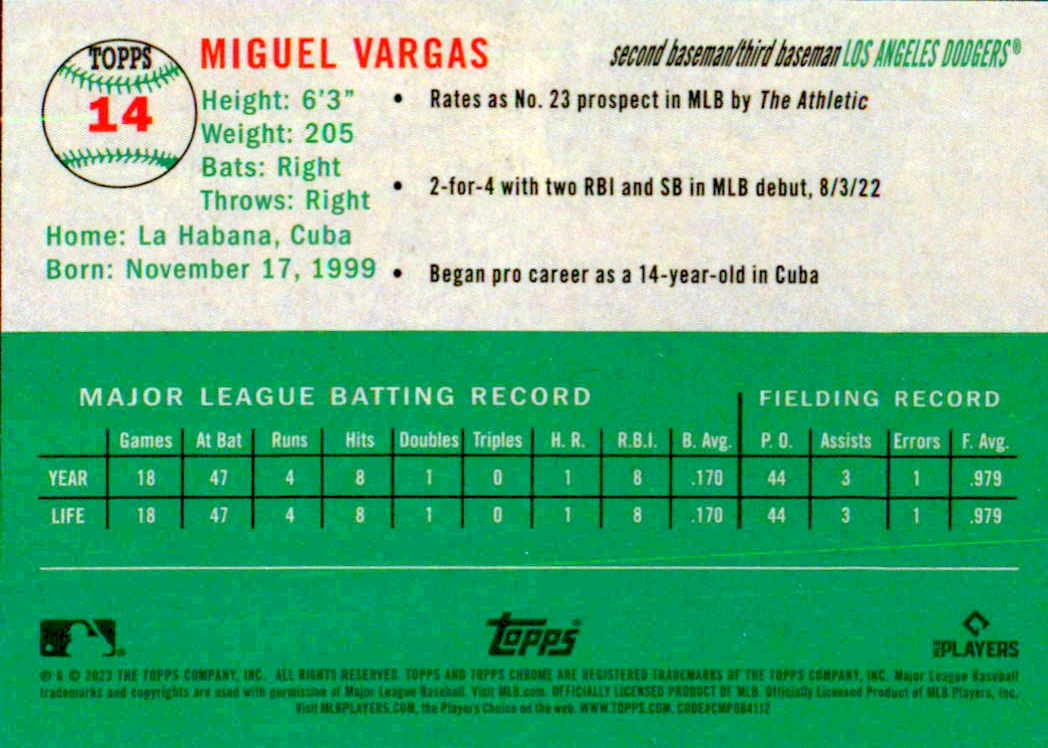 TOPPS
14
MIGUEL VARGAS
second baseman/third baseman LOS ANGELES DODGERS®
Height: 6'3"
Weight: 205
Bats: Right
Throws: Right
Home: La Habana, Cuba
Born: November 17, 1999
• Rates as No. 23 prospect in MLB by The Athletic
• 2-for-4 with two RBI and SB in MLB debut, 8/3/22
• Began pro career as a 14-year-old in Cuba
MAJOR LEAGUE BATTING RECORD FIELDING RECORD
Games At Bat Runs Hits Doubles Triples H. R. R.B.I. B. Avg. P. O. Assists Errors F. Avg.
YEAR 18 47 4 8 1 0 1 8 .170 44 3 1 .979
LIFE 18 47 4 8 1 0 1 8 .170 44 3 1 .979
topps®
MLB PLAYERS
® & © 2023 THE TOPPS COMPANY, INC. ALL RIGHTS RESERVED. TOPPS AND TOPPS CHROME ARE REGISTERED TRADEMARKS OF THE TOPPS COMPANY, INC. Major League Baseball
trademarks and copyrights are used with permission of Major League Baseball. Visit MLB.com. OFFICIALLY LICENSED PRODUCT OF MLB. Officially Licensed Product of MLB Players, Inc.
Visit MLBPLAYERS.COM, the Players Choice on the web. WWW.TOPPS.COM. CODE#CMP084112